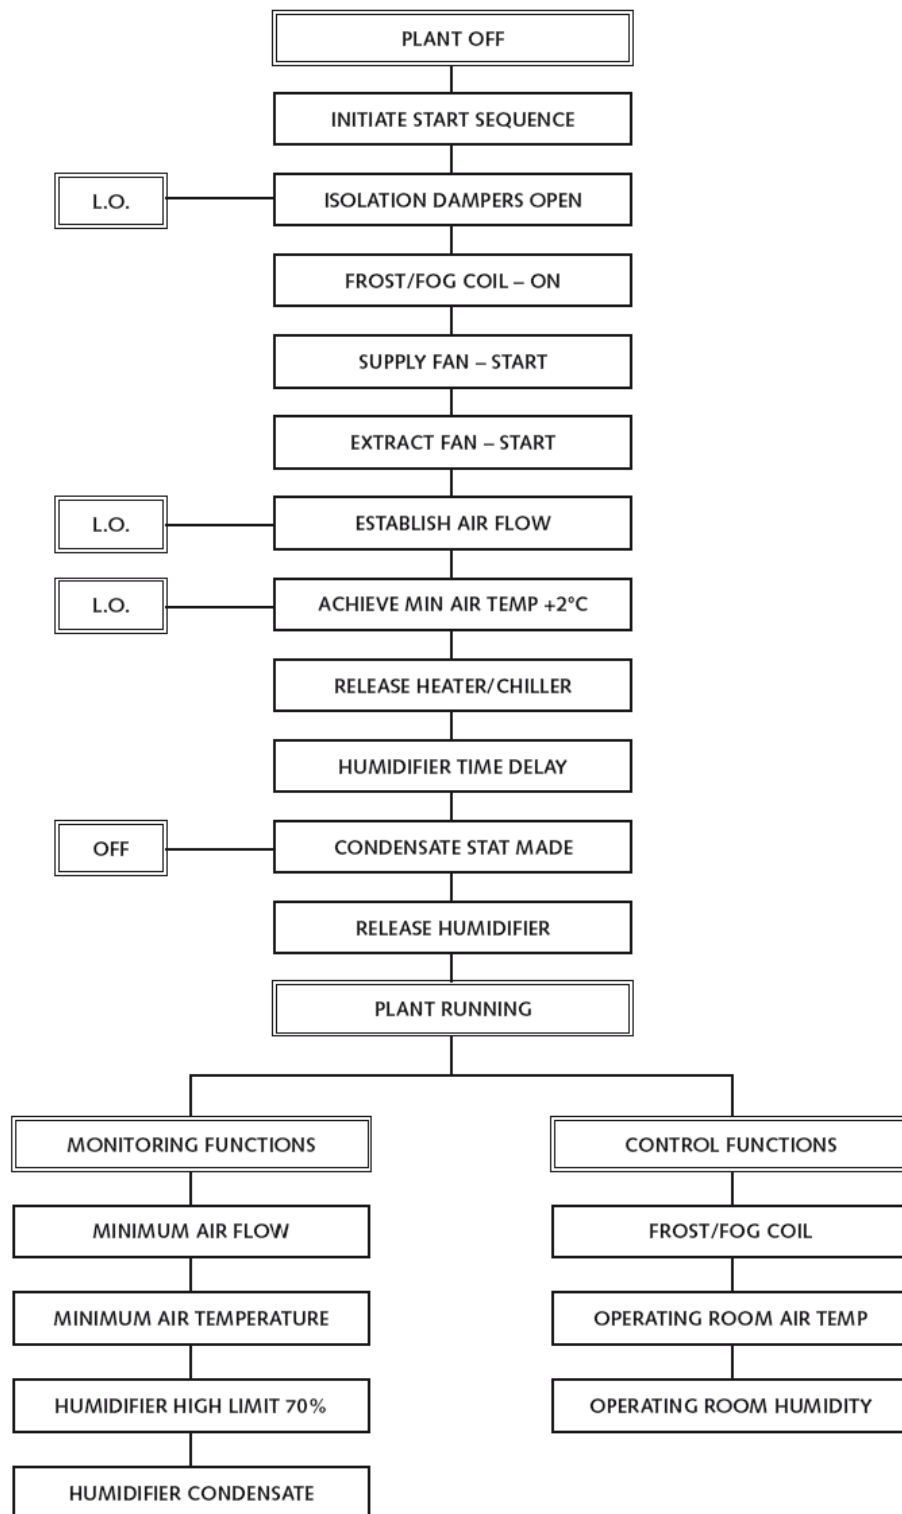 PLANT OFF
INITIATE START SEQUENCE
L.O.
ISOLATION DAMPERS OPEN
FROST/FOG COIL – ON
SUPPLY FAN – START
EXTRACT FAN – START
L.O.
ESTABLISH AIR FLOW
L.O.
ACHIEVE MIN AIR TEMP +2°C
RELEASE HEATER/CHILLER
HUMIDIFIER TIME DELAY
OFF
CONDENSATE STAT MADE
RELEASE HUMIDIFIER
PLANT RUNNING
MONITORING FUNCTIONS
MINIMUM AIR FLOW
MINIMUM AIR TEMPERATURE
HUMIDIFIER HIGH LIMIT 70%
HUMIDIFIER CONDENSATE
CONTROL FUNCTIONS
FROST/FOG COIL
OPERATING ROOM AIR TEMP
OPERATING ROOM HUMIDITY